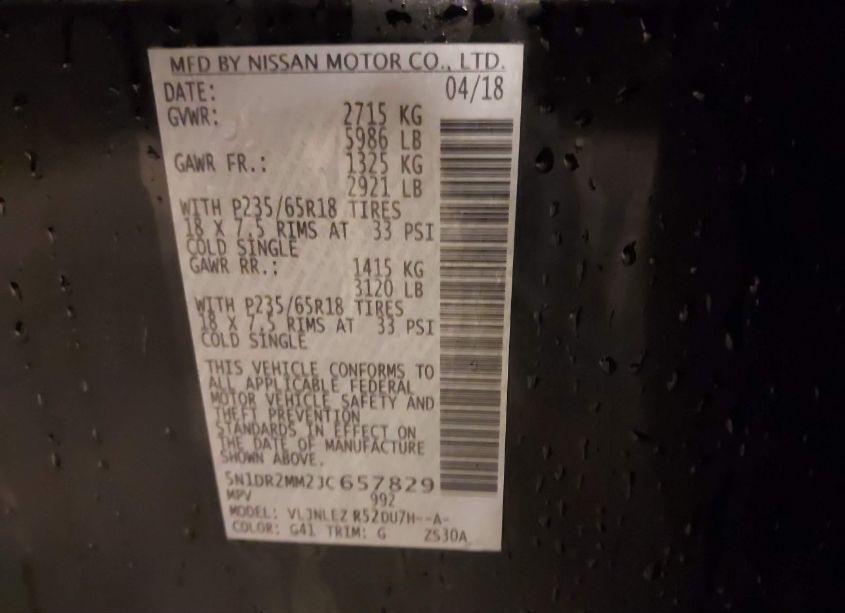 MFD BY NISSAN MOTOR CO., LTD.
DATE: 04/18
GVWR: 2715 KG
5986 LB
GAWR FR.: 1325 KG
2921 LB
WITH P235/65R18 TIRES
18 X 7.5 RIMS AT 33 PSI
COLD SINGLE
GAWR RR.: 1415 KG
3120 LB
WITH P235/65R18 TIRES
18 X 7.5 RIMS AT 33 PSI
COLD SINGLE
THIS VEHICLE CONFORMS TO
ALL APPLICABLE FEDERAL
MOTOR VEHICLE SAFETY AND
THEFT PREVENTION
STANDARDS IN EFFECT ON
THE DATE OF MANUFACTURE
SHOWN ABOVE.
5N1DR2MM2JC657829
MPV 992
MODEL: VLJNLEZ R52DU7H--A-
COLOR: G41 TRIM: G ZS30A